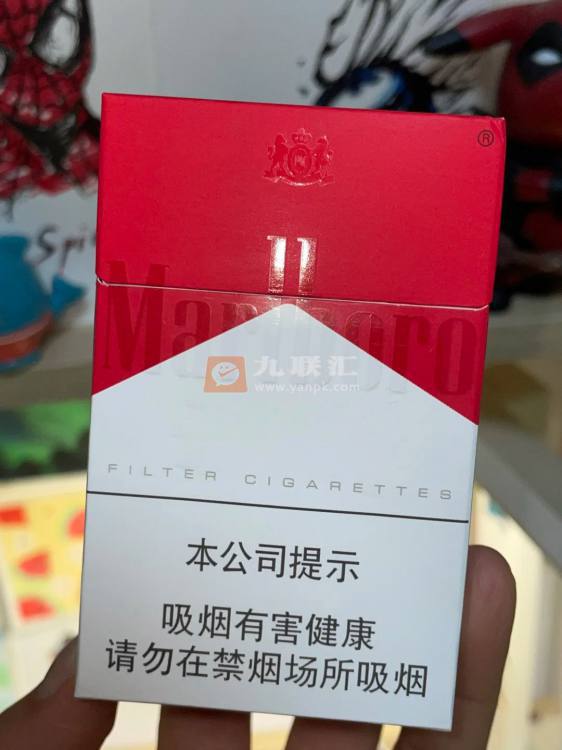 Spi
®
Marlboro
九联汇
www.yanpk.com
FILTER CIGARETTES
本公司提示
吸烟有害健康
请勿在禁烟场所吸烟